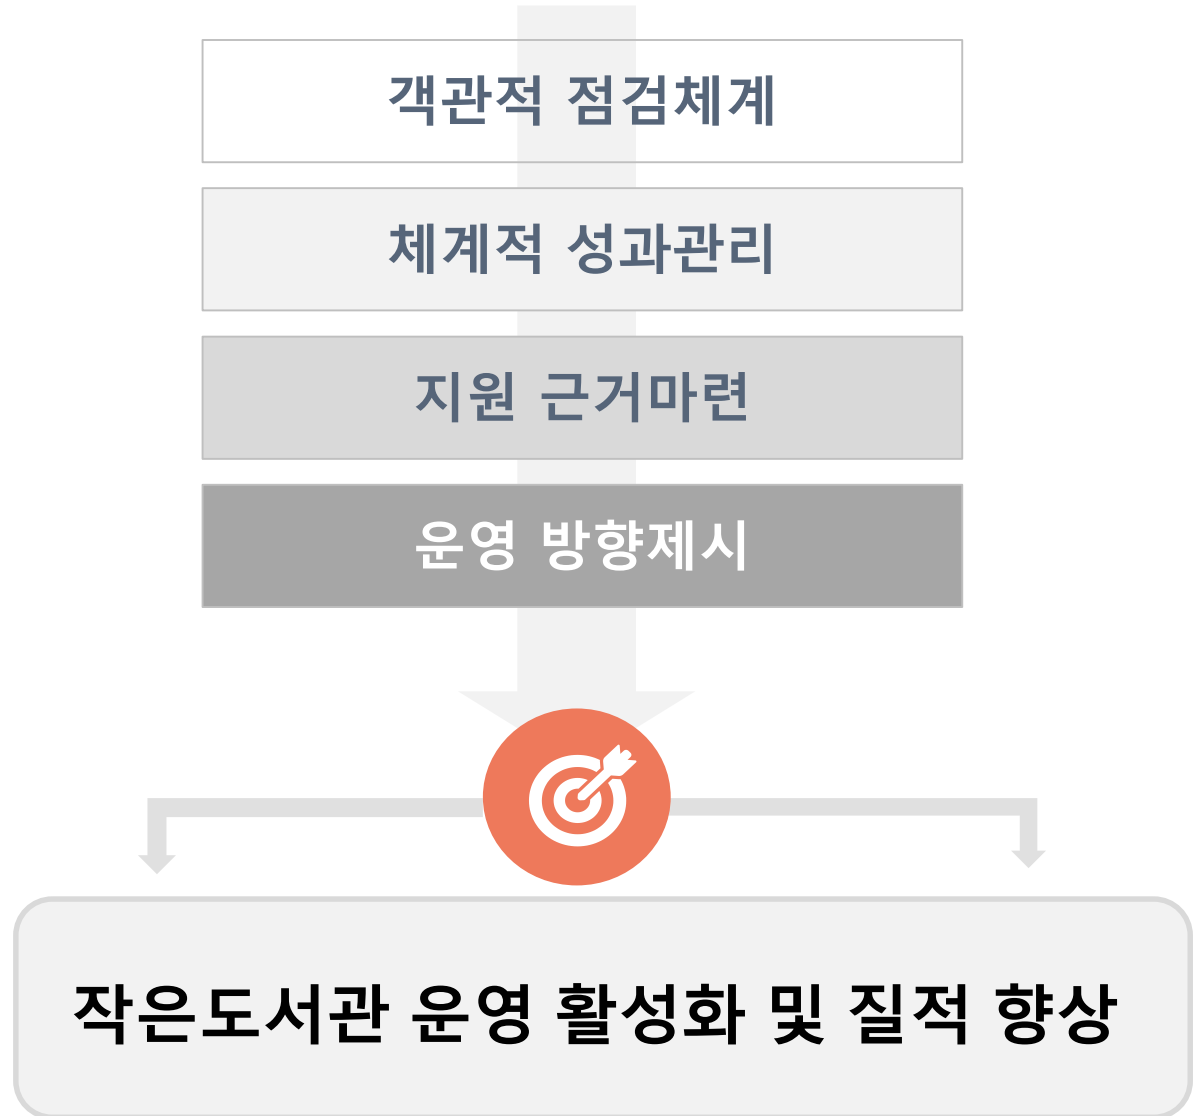 객관적 점검체계
체계적 성과관리
지원 근거마련
운영 방향제시
작은도서관 운영 활성화 및 질적 향상